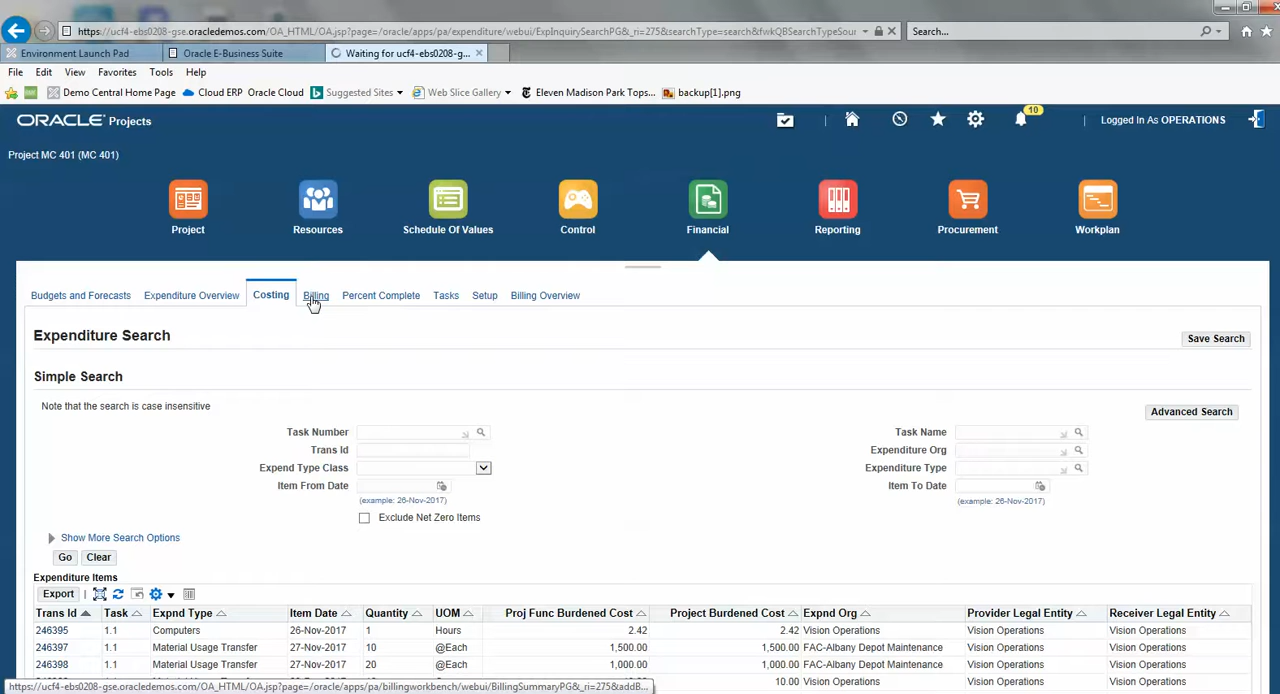 https://ucf4-ebs0208-gse.oracledemos.com/OA_HTML/OA.jsp?page=/oracle/apps/pa/expenditure/webui/ExpInquirySearchPG&_ri=275&searchType=search&fwkQBSearchTypeSour
Search...
Environment Launch Pad
Oracle E-Business Suite
Waiting for ucf4-ebs0208-g...
File Edit View Favorites Tools Help
Demo Central Home Page Cloud ERP Oracle Cloud Suggested Sites Web Slice Gallery Eleven Madison Park Tops... backup[1].png
ORACLE Projects
10
Logged In As OPERATIONS
Project MC 401 (MC 401)
Project Resources Schedule Of Values Control Financial Reporting Procurement Workplan
Budgets and Forecasts Expenditure Overview Costing Billing Percent Complete Tasks Setup Billing Overview
Expenditure Search
Save Search
Simple Search
Note that the search is case insensitive
Advanced Search
Task Number Task Name
Trans Id Expenditure Org
Expend Type Class Expenditure Type
Item From Date Item To Date
(example: 26-Nov-2017) (example: 26-Nov-2017)
Exclude Net Zero Items
Show More Search Options
Go Clear
Expenditure Items
Export
Trans Id Task Expnd Type Item Date Quantity UOM Proj Func Burdened Cost Project Burdened Cost Expnd Org Provider Legal Entity Receiver Legal Entity
246395 1.1 Computers 26-Nov-2017 1 Hours 2.42 2.42 Vision Operations Vision Operations Vision Operations
246397 1.1 Material Usage Transfer 27-Nov-2017 10 @Each 1,500.00 1,500.00 FAC-Albany Depot Maintenance Vision Operations Vision Operations
246398 1.1 Material Usage Transfer 27-Nov-2017 20 @Each 1,000.00 1,000.00 FAC-Albany Depot Maintenance Vision Operations Vision Operations
10.00 Vision Operations Vision Operations Vision Operations
https://ucf4-ebs0208-gse.oracledemos.com/OA_HTML/OA.jsp?page=/oracle/apps/pa/billingworkbench/webui/BillingSummaryPG&_ri=275&addB...